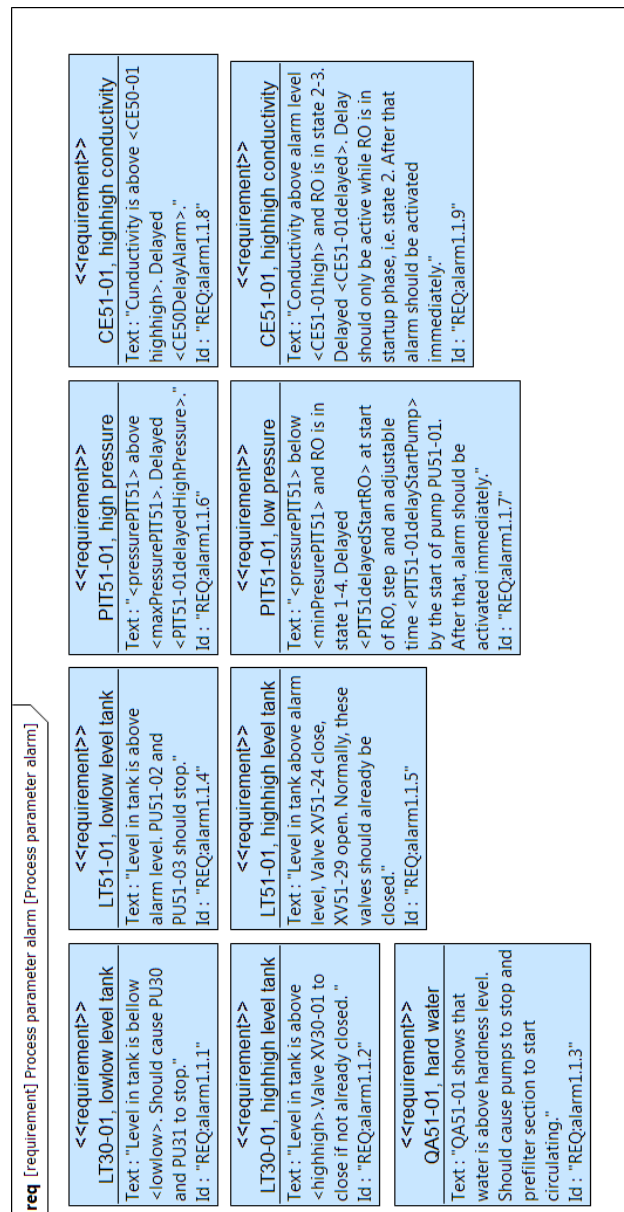 req [requirement] Process parameter alarm [Process parameter alarm]
<<requirement>>
LT30-01, lowlow level tank
Text : "Level in tank is bellow
<lowlow>. Should cause PU30
and PU31 to stop."
Id : "REQ:alarm1.1.1"
<<requirement>>
LT30-01, highhigh level tank
Text : "Level in tank is above
<highhigh>.Valve XV30-01 to
close if not already closed. "
Id : "REQ:alarm1.1.2"
<<requirement>>
QA51-01, hard water
Text : "QA51-01 shows that
water is above hardness level.
Should cause pumps to stop and
prefilter section to start
circulating."
Id : "REQ:alarm1.1.3"
<<requirement>>
LT51-01, lowlow level tank
Text : "Level in tank is above
alarm level. PU51-02 and
PU51-03 should stop."
Id : "REQ:alarm1.1.4"
<<requirement>>
LT51-01, highhigh level tank
Text : "Level in tank above alarm
level, Valve XV51-24 close,
XV51-29 open. Normally, these
valves should already be
closed."
Id : "REQ:alarm1.1.5"
<<requirement>>
PIT51-01, high pressure
Text : "<pressurePIT51> above
<maxPressurePIT51>. Delayed
<PIT51-01delayedHighPressure>."
Id : "REQ:alarm1.1.6"
<<requirement>>
PIT51-01, low pressure
Text : "<pressurePIT51> below
<minPresurePIT51> and RO is in
state 1-4. Delayed
<PIT51delayedStartRO> at start
of RO, step  and an adjustable
time <PIT51-01delayStartPump>
by the start of pump PU51-01.
After that, alarm should be
activated immediately."
Id : "REQ:alarm1.1.7"
<<requirement>>
CE51-01, highhigh conductivity
Text : "Cunductivity is above <CE50-01
highhigh>. Delayed
<CE50DelayAlarm>."
Id : "REQ:alarm1.1.8"
<<requirement>>
CE51-01, highhigh conductivity
Text : "Conductivity above alarm level
<CE51-01high> and RO is in state 2-3.
Delayed <CE51-01delayed>. Delay
should only be active while RO is in
startup phase, i.e. state 2. After that
alarm should be activated
immediately."
Id : "REQ:alarm1.1.9"